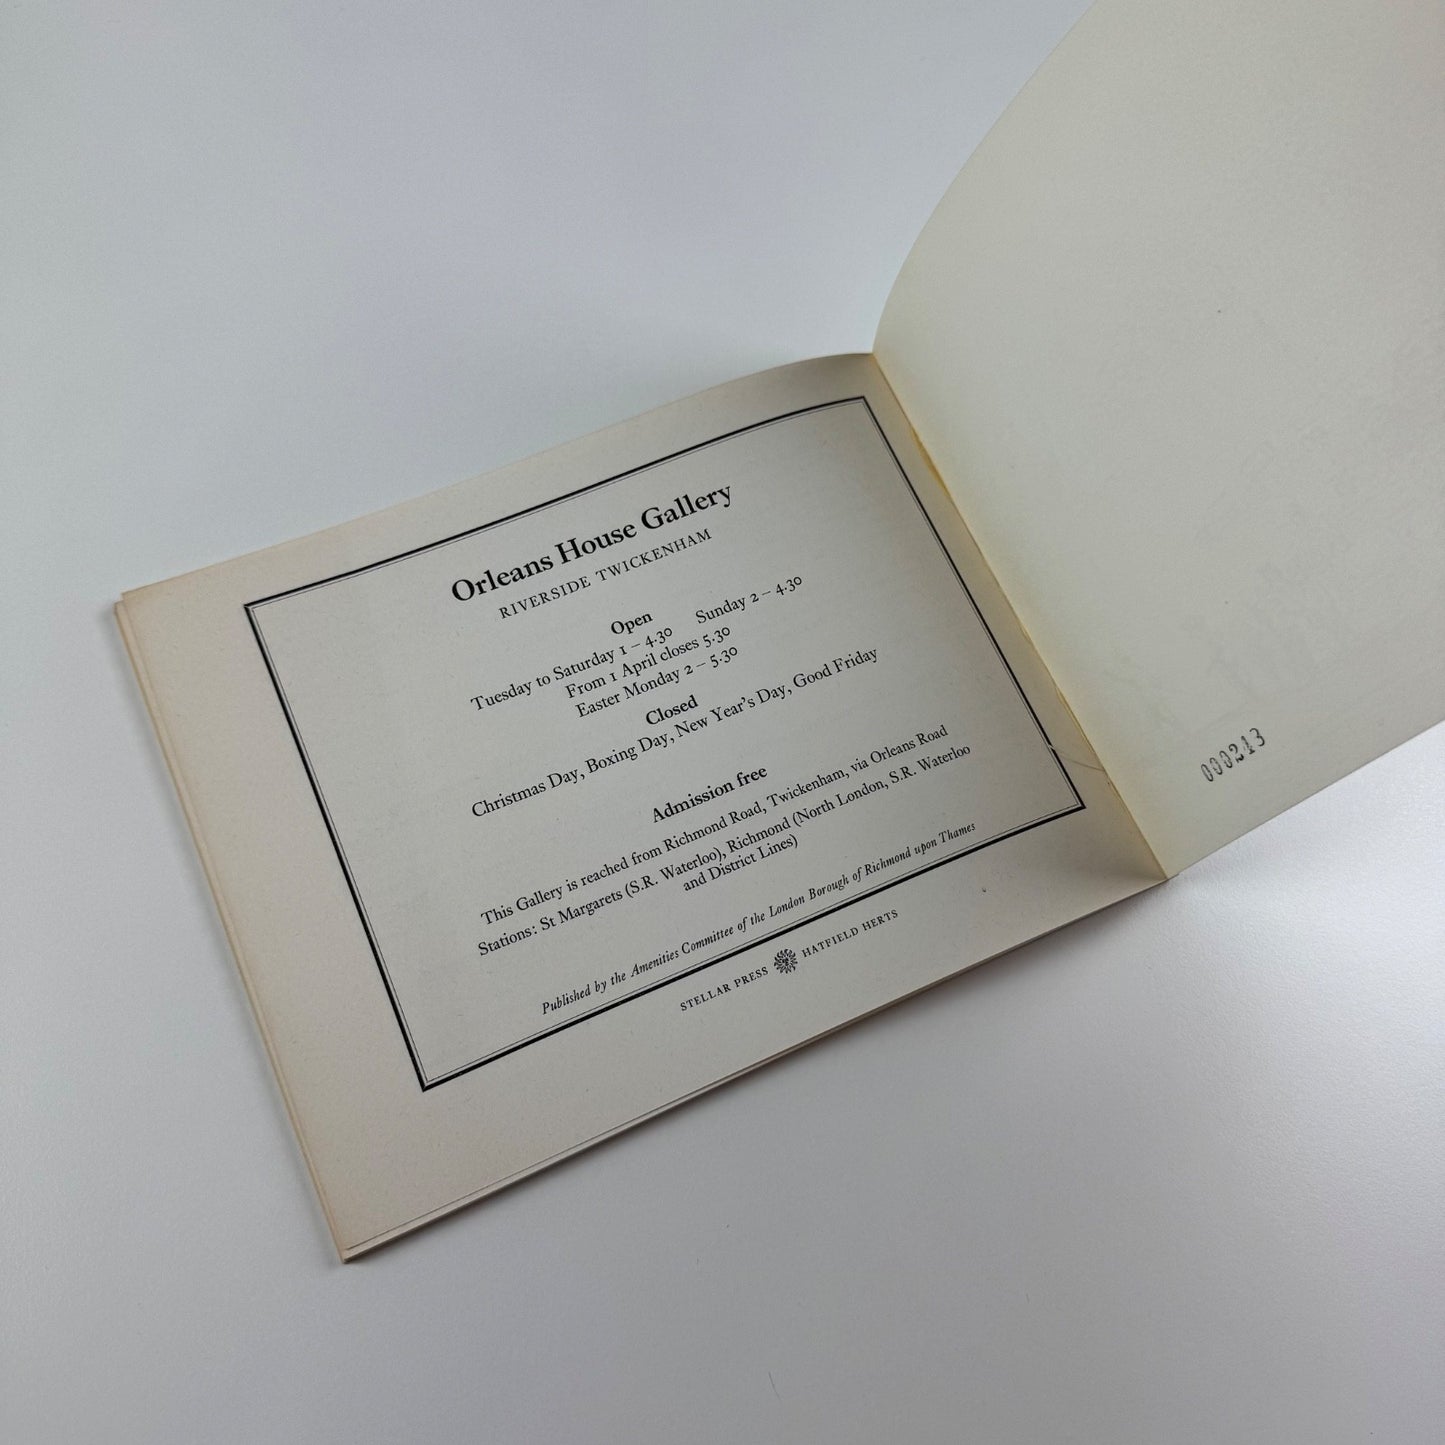 Orleans House Gallery
RIVERSIDE TWICKENHAM
Open
Tuesday to Saturday 1 – 4.30 Sunday 2 – 4.30
From 1 April closes 5.30
Easter Monday 2 – 5.30
Closed
Christmas Day, Boxing Day, New Year's Day, Good Friday
Admission free
This Gallery is reached from Richmond Road, Twickenham, via Orleans Road
Stations: St Margarets (S.R. Waterloo), Richmond (North London, S.R. Waterloo
and District Lines)
Published by the Amenities Committee of the London Borough of Richmond upon Thames
STELLAR PRESS HATFIELD HERTS
000243